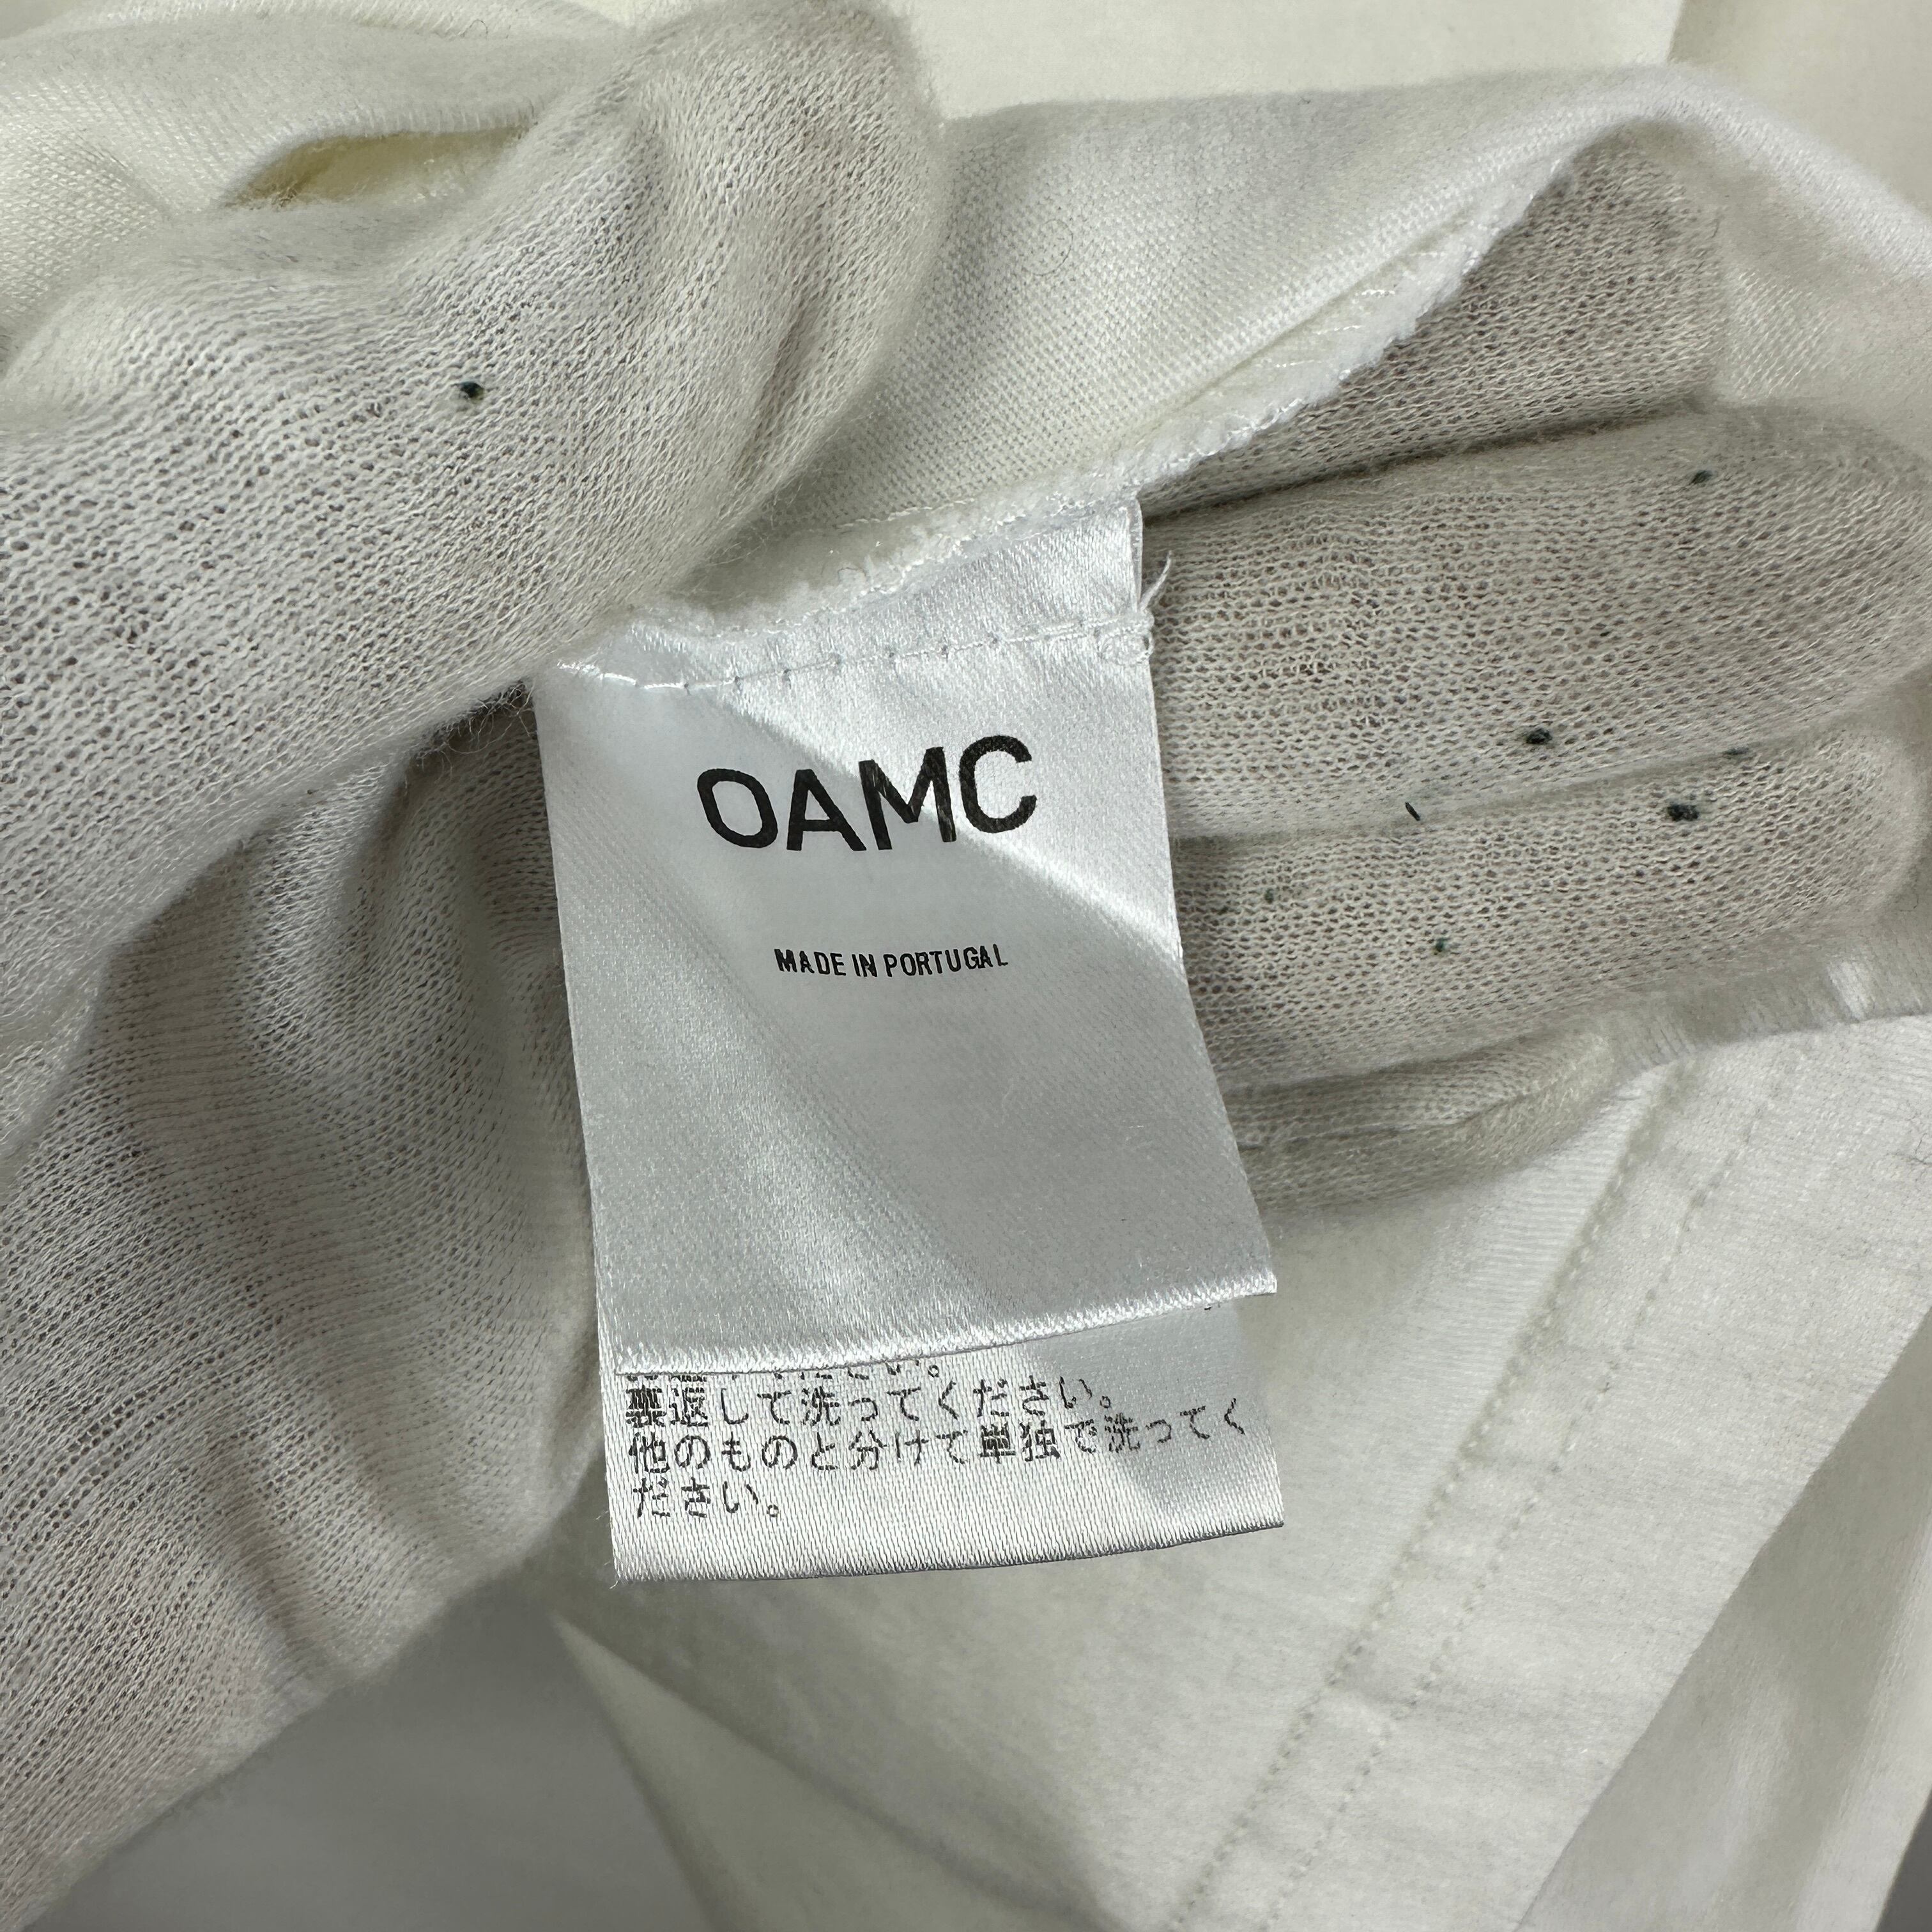 OAMC
MADE IN PORTUGAL
裏返して洗ってください。
他のものと分けて単独で洗ってく
ださい。